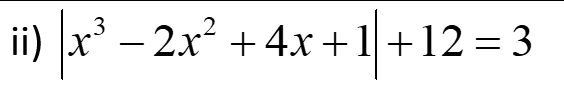 ii) |x³ − 2x² + 4x + 1| + 12 = 3